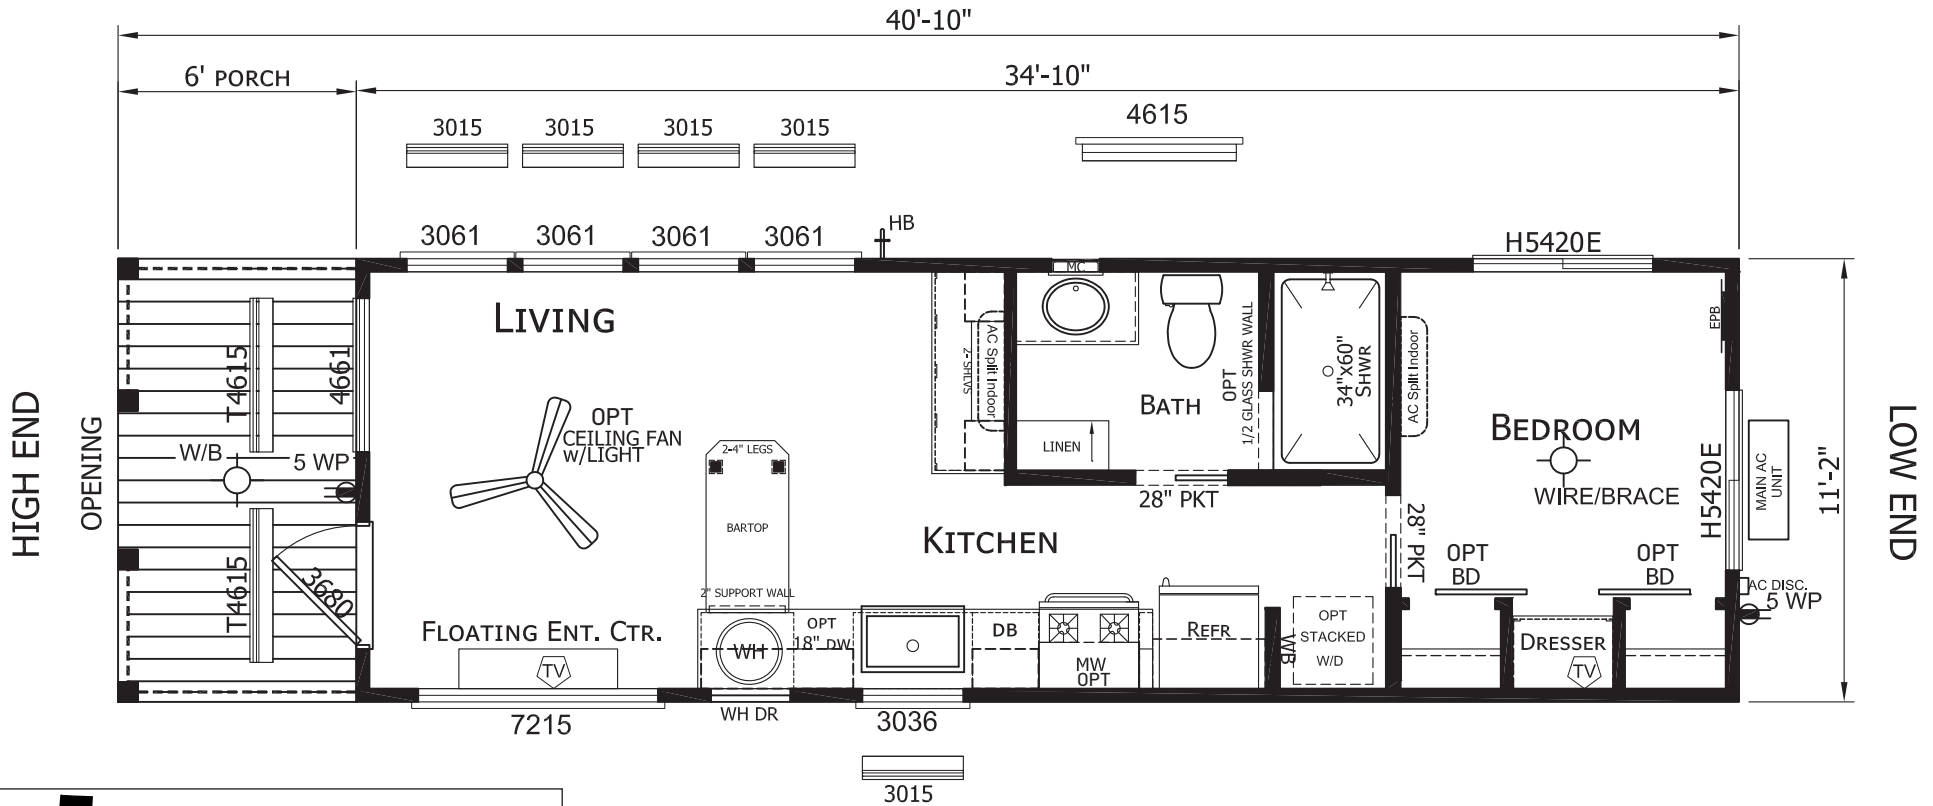 40'-10"
6' PORCH
34'-10"
3015
3015
3015
3015
4615
3061
3061
3061
3061
HB
H5420E
MC
LIVING
T4615
4661
AC Split Indoor
2-SHLVS
OPT
1/2 GLASS SHWR WALL
34"x60"
SHWR
AC Split Indoor
EPB
BATH
LINEN
BEDROOM
WIRE/BRACE
H5420E
MAIN AC
UNIT
11'-2"
HIGH END
OPENING
LOW END
W/B
5 WP
OPT
CEILING FAN
W/LIGHT
2-4" LEGS
BARTOP
28" PKT
KITCHEN
28" PKT
OPT
BD
OPT
BD
AC DISC.
5 WP
T4615
3680
2" SUPPORT WALL
FLOATING ENT. CTR.
TV
WH
OPT
18" DW
DB
MW
OPT
REFR
WB
OPT
STACKED
W/D
DRESSER
TV
7215
WH DR
3036
3015